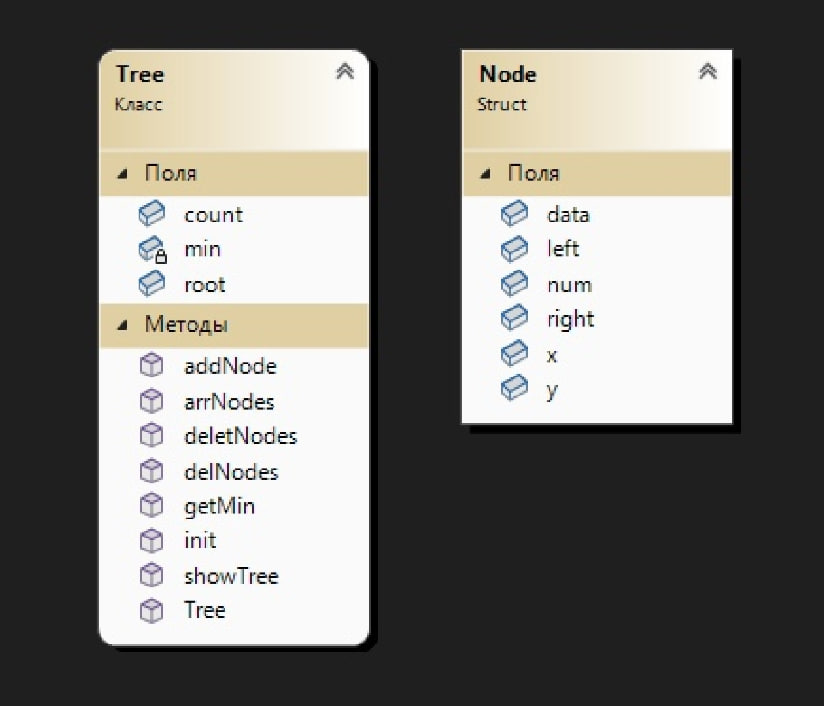 Tree
Класс
Поля
count
min
root
Методы
addNode
arrNodes
deletNodes
delNodes
getMin
init
showTree
Tree
Node
Struct
Поля
data
left
num
right
x
y